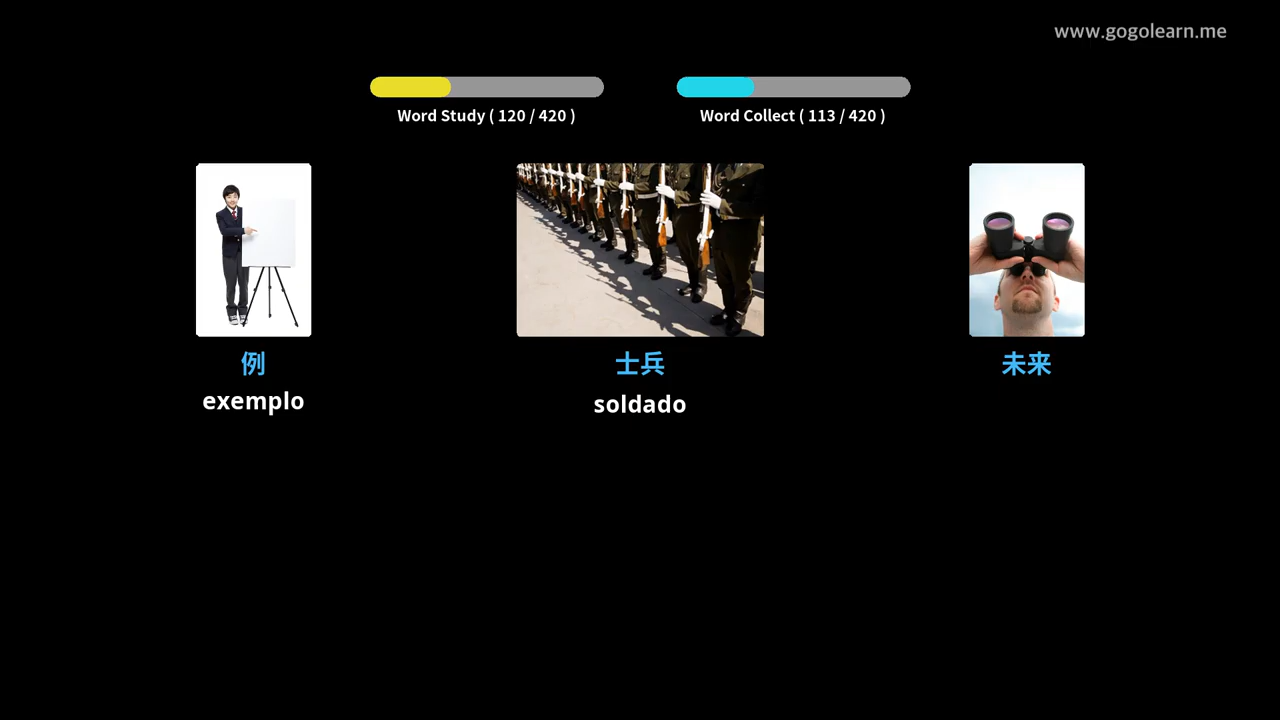 www.gogolearn.me
Word Study ( 120 / 420 )
Word Collect ( 113 / 420 )
例
士兵
未来
exemplo
soldado